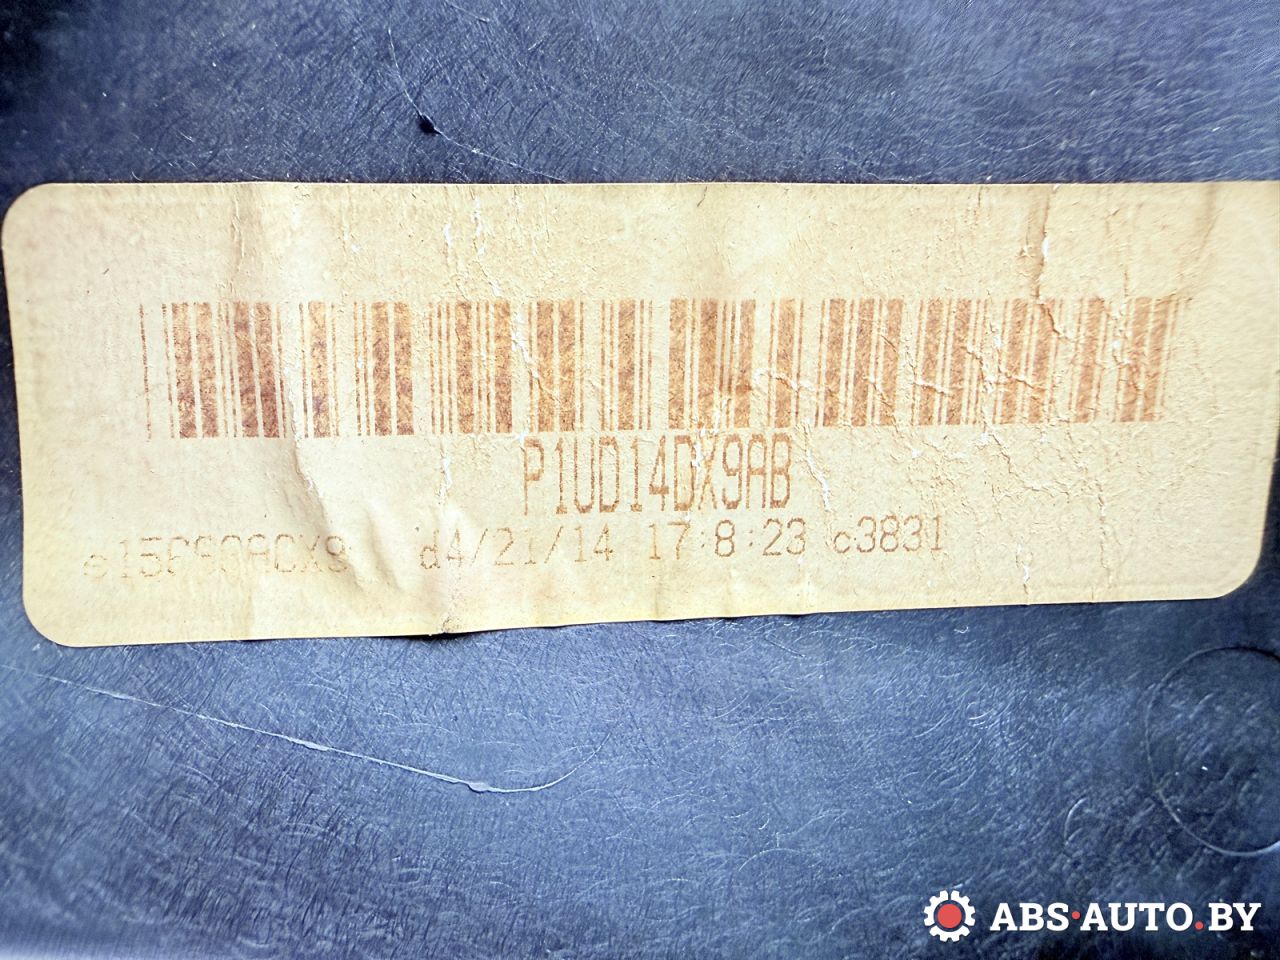 P1UD14DX9AB
d4/21/14 17:8:23 c3831
ABS·AUTO.BY